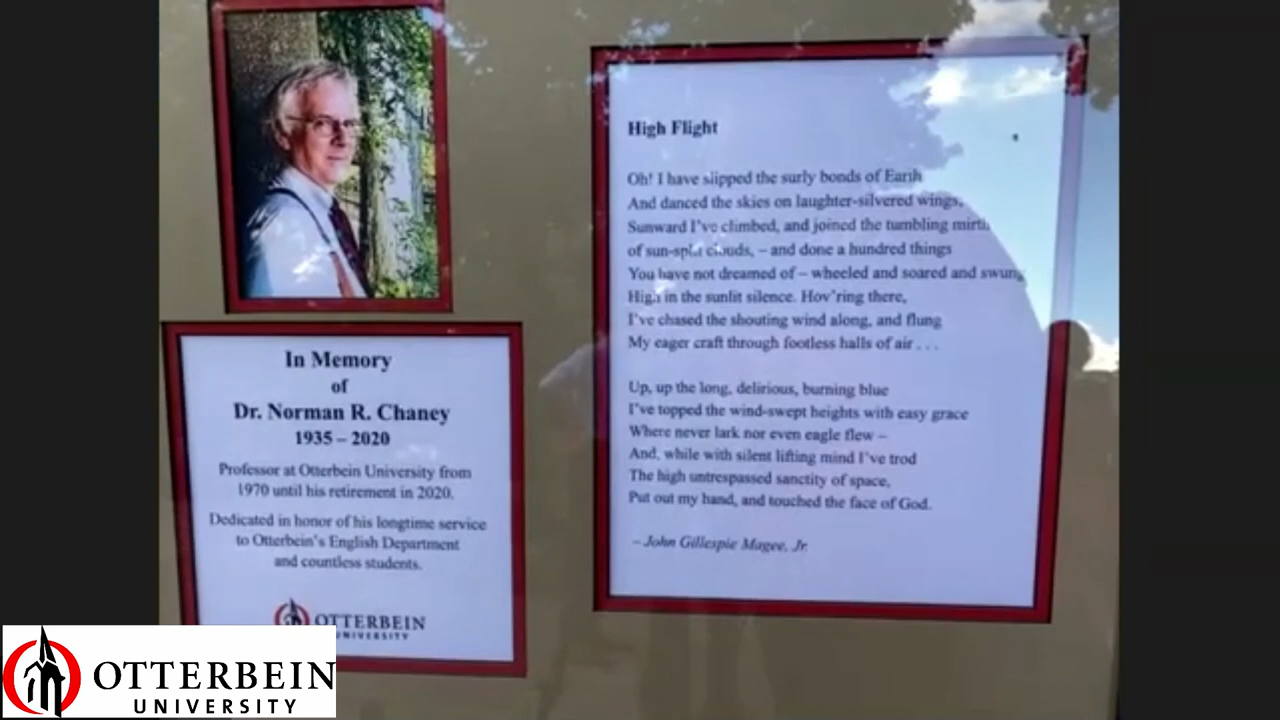 In Memory
of
Dr. Norman R. Chaney
1935 – 2020
Professor at Otterbein University from
1970 until his retirement in 2020.
Dedicated in honor of his longtime service
to Otterbein's English Department
and countless students.
OTTERBEIN
UNIVERSITY
High Flight
Oh! I have slipped the surly bonds of Earth
And danced the skies on laughter-silvered wings,
Sunward I've climbed, and joined the tumbling mirth
of sun-split clouds, – and done a hundred things
You have not dreamed of – wheeled and soared and swung
High in the sunlit silence. Hov'ring there,
I've chased the shouting wind along, and flung
My eager craft through footless halls of air . . .
Up, up the long, delirious, burning blue
I've topped the wind-swept heights with easy grace
Where never lark nor even eagle flew –
And, while with silent lifting mind I've trod
The high untrespassed sanctity of space,
Put out my hand, and touched the face of God.
– John Gillespie Magee, Jr.
OTTERBEIN
UNIVERSITY